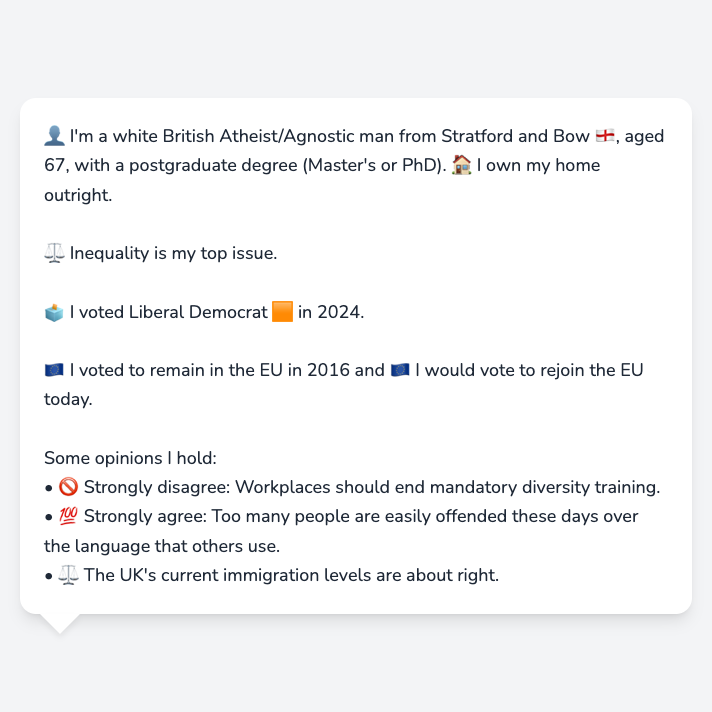 👤 I'm a white British Atheist/Agnostic man from Stratford and Bow 🏴󠁧󠁢󠁥󠁮󠁧󠁿, aged
67, with a postgraduate degree (Master's or PhD). 🏠 I own my home
outright.
⚖️ Inequality is my top issue.
🗳️ I voted Liberal Democrat 🟧 in 2024.
🇪🇺 I voted to remain in the EU in 2016 and 🇪🇺 I would vote to rejoin the EU
today.
Some opinions I hold:
• 🚫 Strongly disagree: Workplaces should end mandatory diversity training.
• 💯 Strongly agree: Too many people are easily offended these days over
the language that others use.
• ⚖️ The UK's current immigration levels are about right.